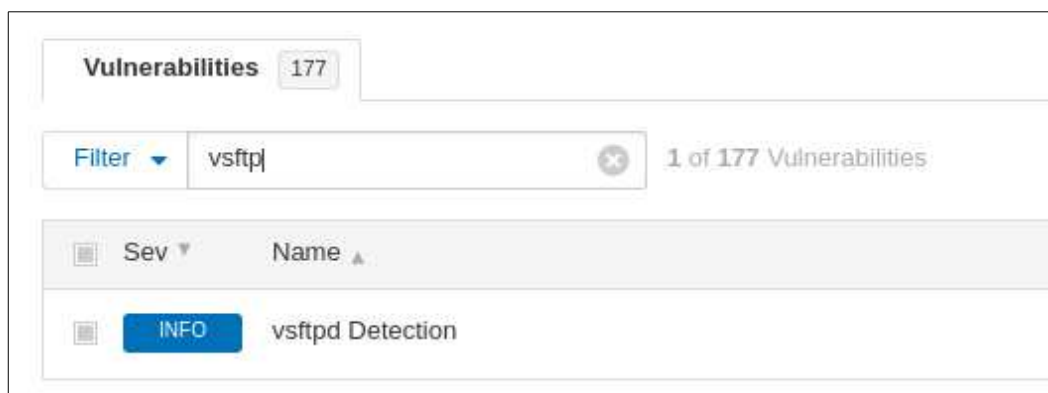 Vulnerabilities 177
Filter vsftp 1 of 177 Vulnerabilities
Sev Name
INFO vsftpd Detection